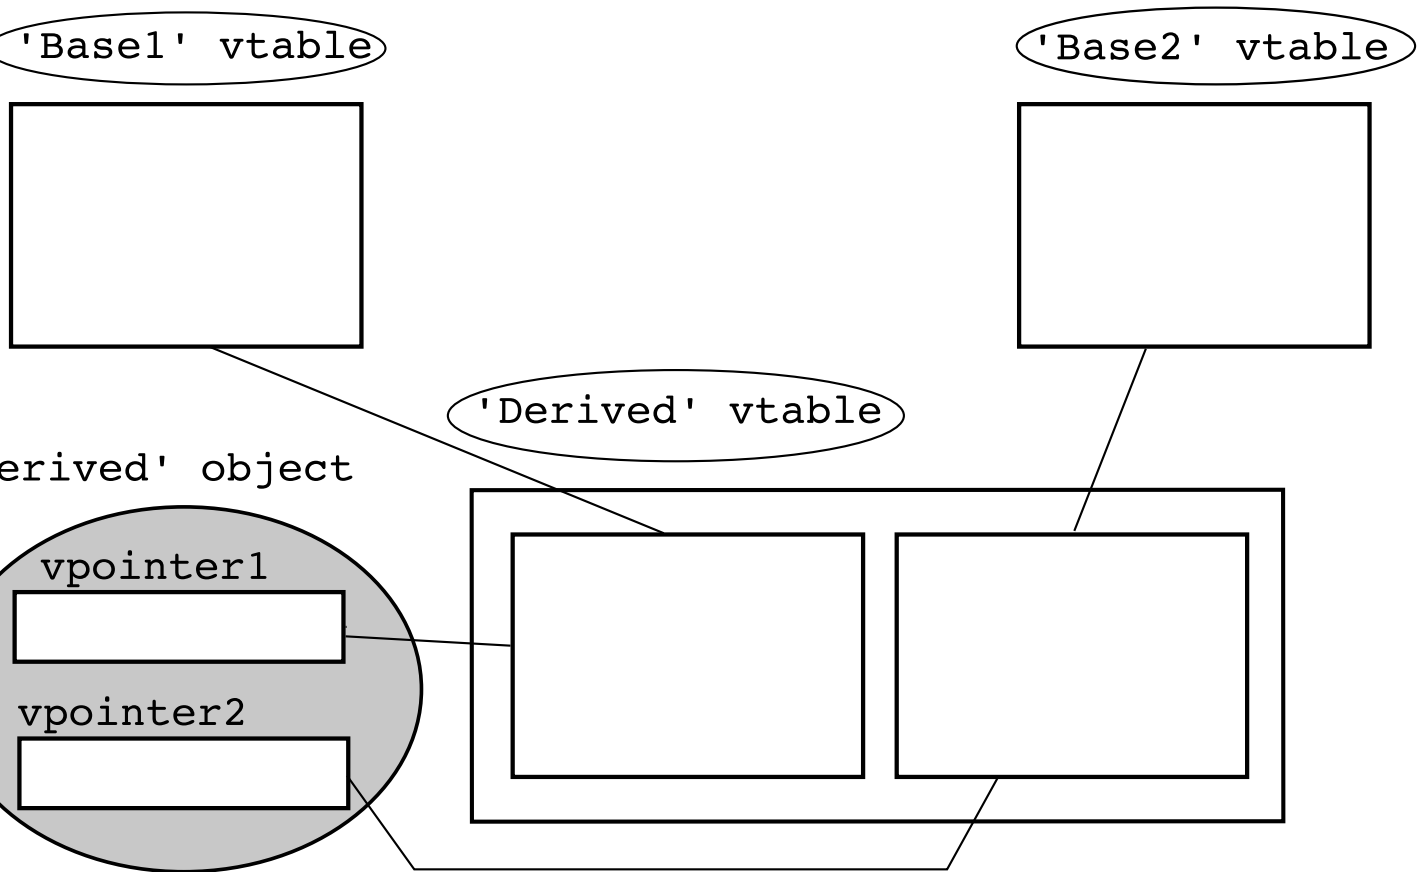 'Base1' vtable
'Base2' vtable
'Derived' vtable
erived' object
vpointer1
vpointer2